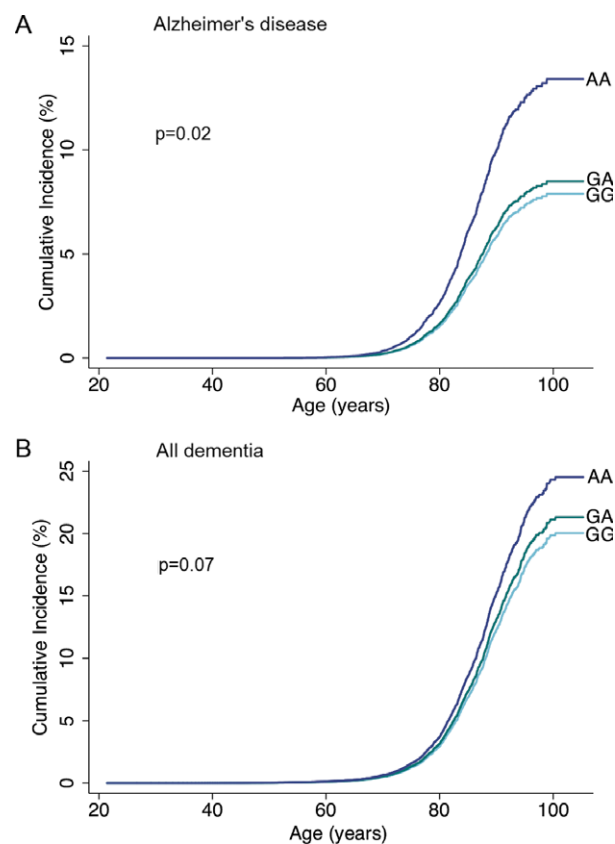 A
Alzheimer's disease
15
10
5
0
Cumulative Incidence (%)
p=0.02
AA
GA
GG
20 40 60 80 100
Age (years)
B
All dementia
25
20
15
10
5
0
Cumulative Incidence (%)
p=0.07
AA
GA
GG
20 40 60 80 100
Age (years)